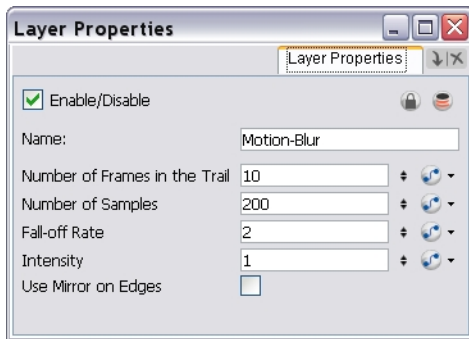 Layer Properties
Layer Properties
Enable/Disable
Name: Motion-Blur
Number of Frames in the Trail 10
Number of Samples 200
Fall-off Rate 2
Intensity 1
Use Mirror on Edges